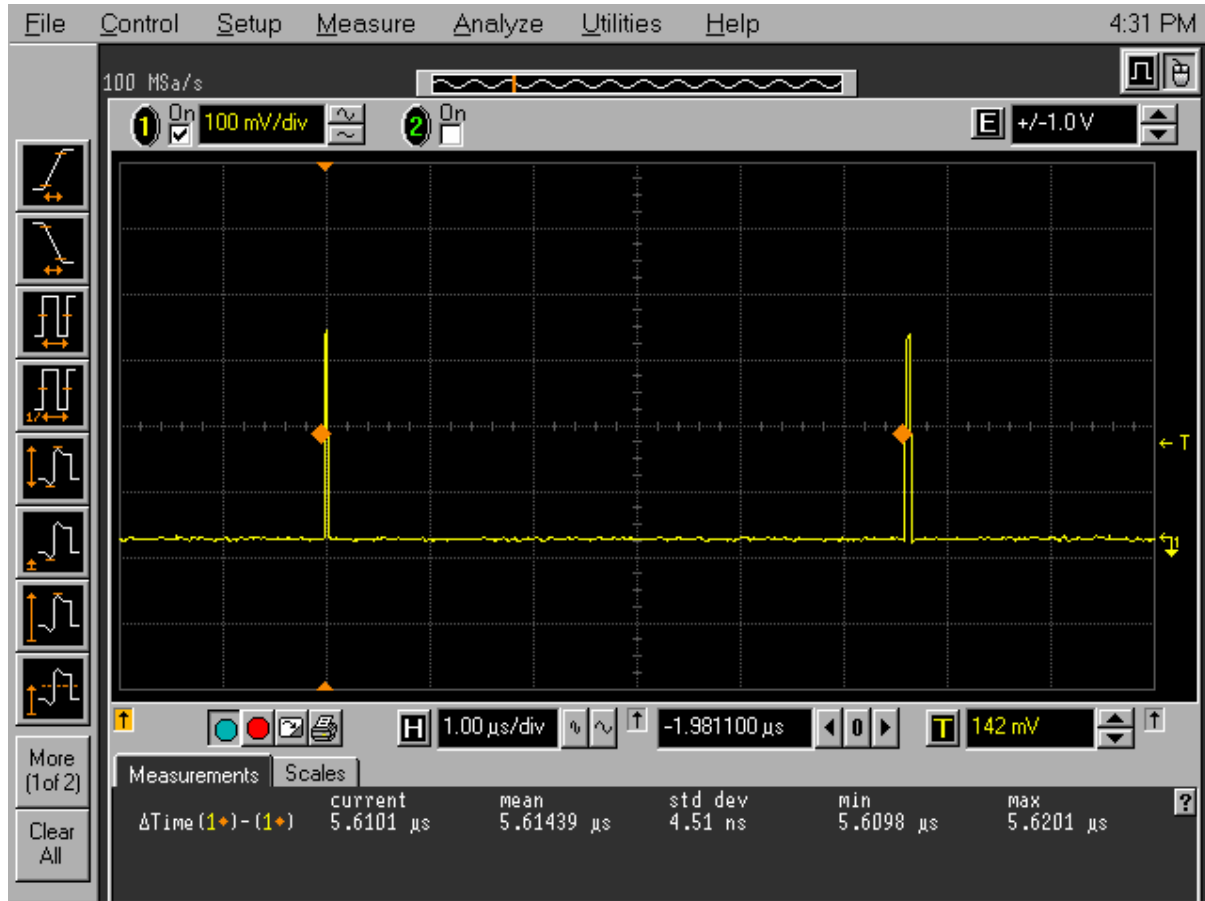 File Control Setup Measure Analyze Utilities Help 4:31 PM
100 MSa/s
1 On 100 mV/div 2 On E +/-1.0 V
1/
T
1
H 1.00 µs/div -1.981100 µs 0 T 142 mV
More
(1of 2)
Clear
All
Measurements Scales
current mean std dev min max ?
ΔTime(1◆)-(1◆) 5.6101 µs 5.61439 µs 4.51 ns 5.6098 µs 5.6201 µs